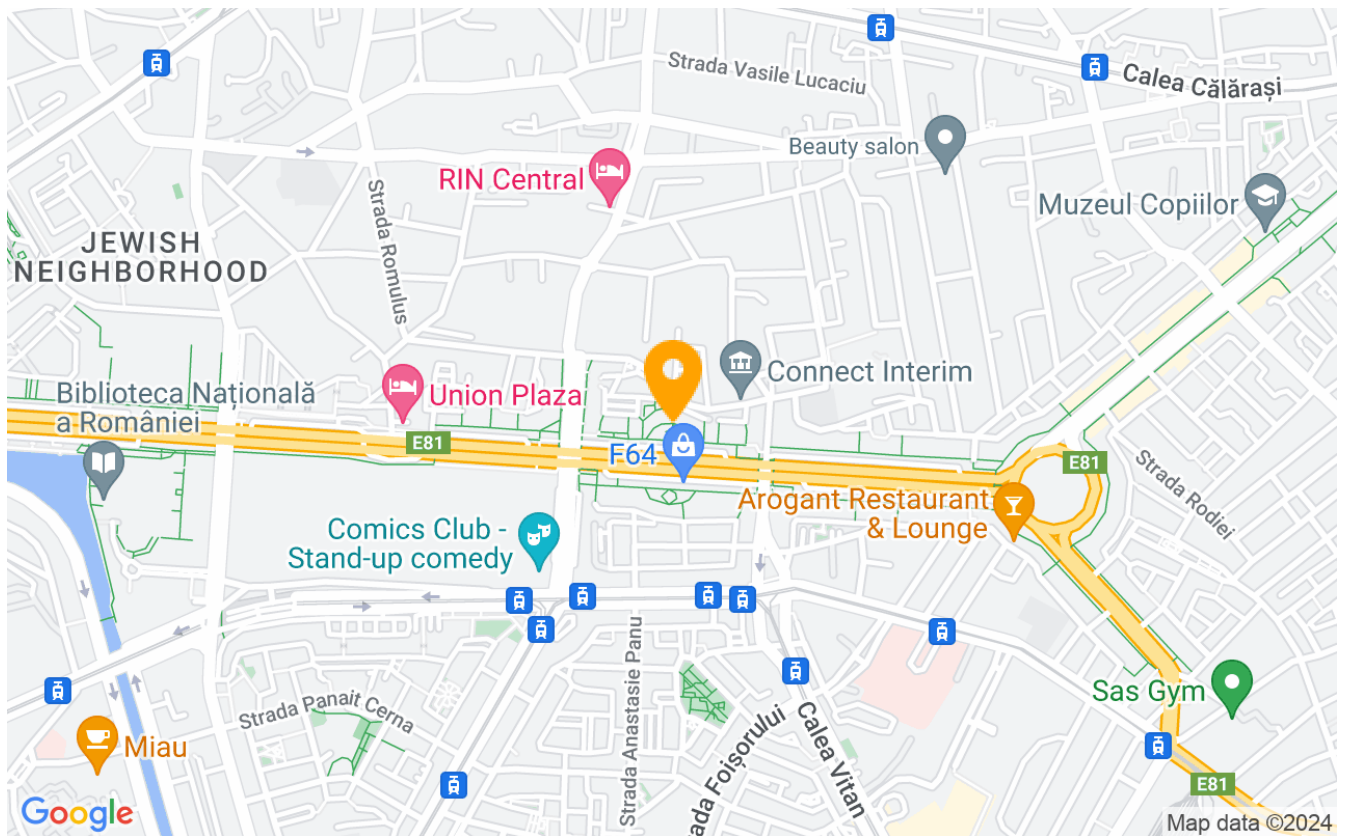 Strada Vasile Lucaciu
Calea Călărași
Beauty salon
RIN Central
Strada Romulus
Muzeul Copiilor
JEWISH
NEIGHBORHOOD
Connect Interim
Union Plaza
Biblioteca Națională
a României
E81
F64
E81
Strada Rodiei
Arogant Restaurant
& Lounge
Comics Club -
Stand-up comedy
Strada Anastasie Panu
Sas Gym
Strada Panait Cerna
rada Foișorului
Calea Vitan
Miau
E81
Google
Map data ©2024